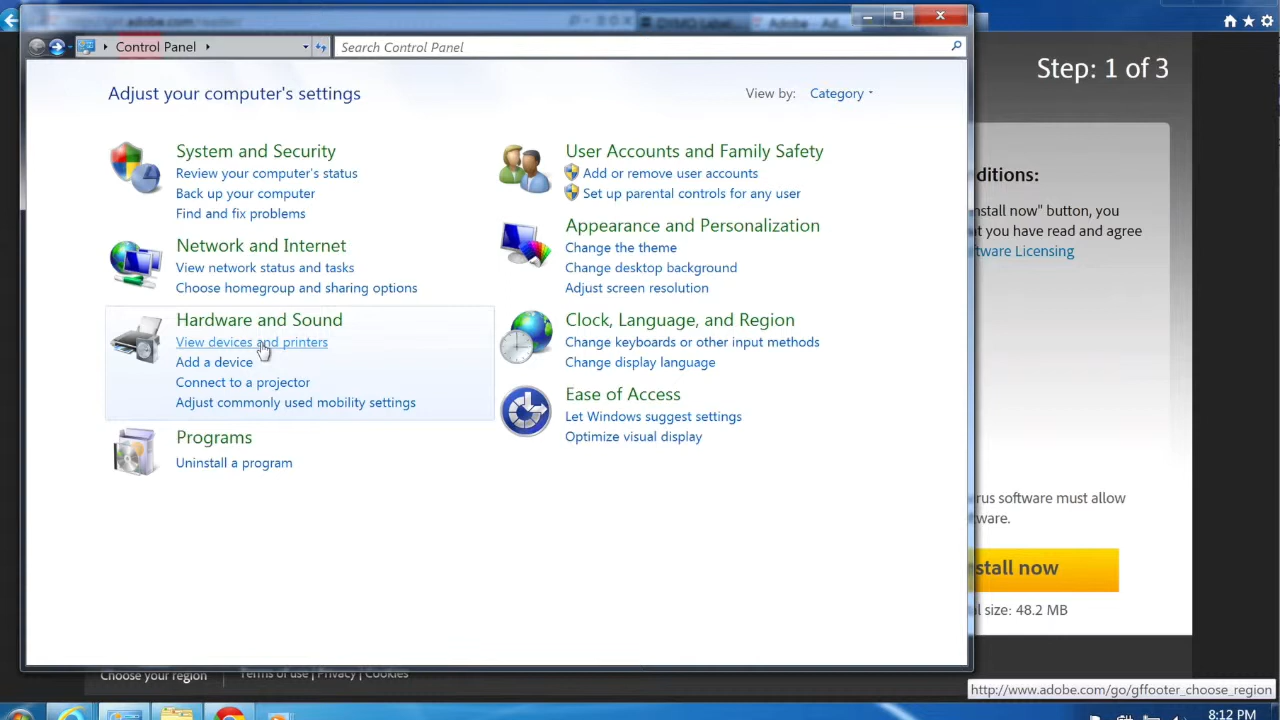 Control Panel
Search Control Panel
Adjust your computer's settings
View by: Category
System and Security
Review your computer's status
Back up your computer
Find and fix problems
Network and Internet
View network status and tasks
Choose homegroup and sharing options
Hardware and Sound
View devices and printers
Add a device
Connect to a projector
Adjust commonly used mobility settings
Programs
Uninstall a program
User Accounts and Family Safety
Add or remove user accounts
Set up parental controls for any user
Appearance and Personalization
Change the theme
Change desktop background
Adjust screen resolution
Clock, Language, and Region
Change keyboards or other input methods
Change display language
Ease of Access
Let Windows suggest settings
Optimize visual display
Step: 1 of 3
ditions:
nstall now" button, you
t you have read and agree
tware Licensing
rus software must allow
tware.
stall now
al size: 48.2 MB
Choose your region
Terms of use | Privacy | Cookies
http://www.adobe.com/go/gffooter_choose_region
8:12 PM